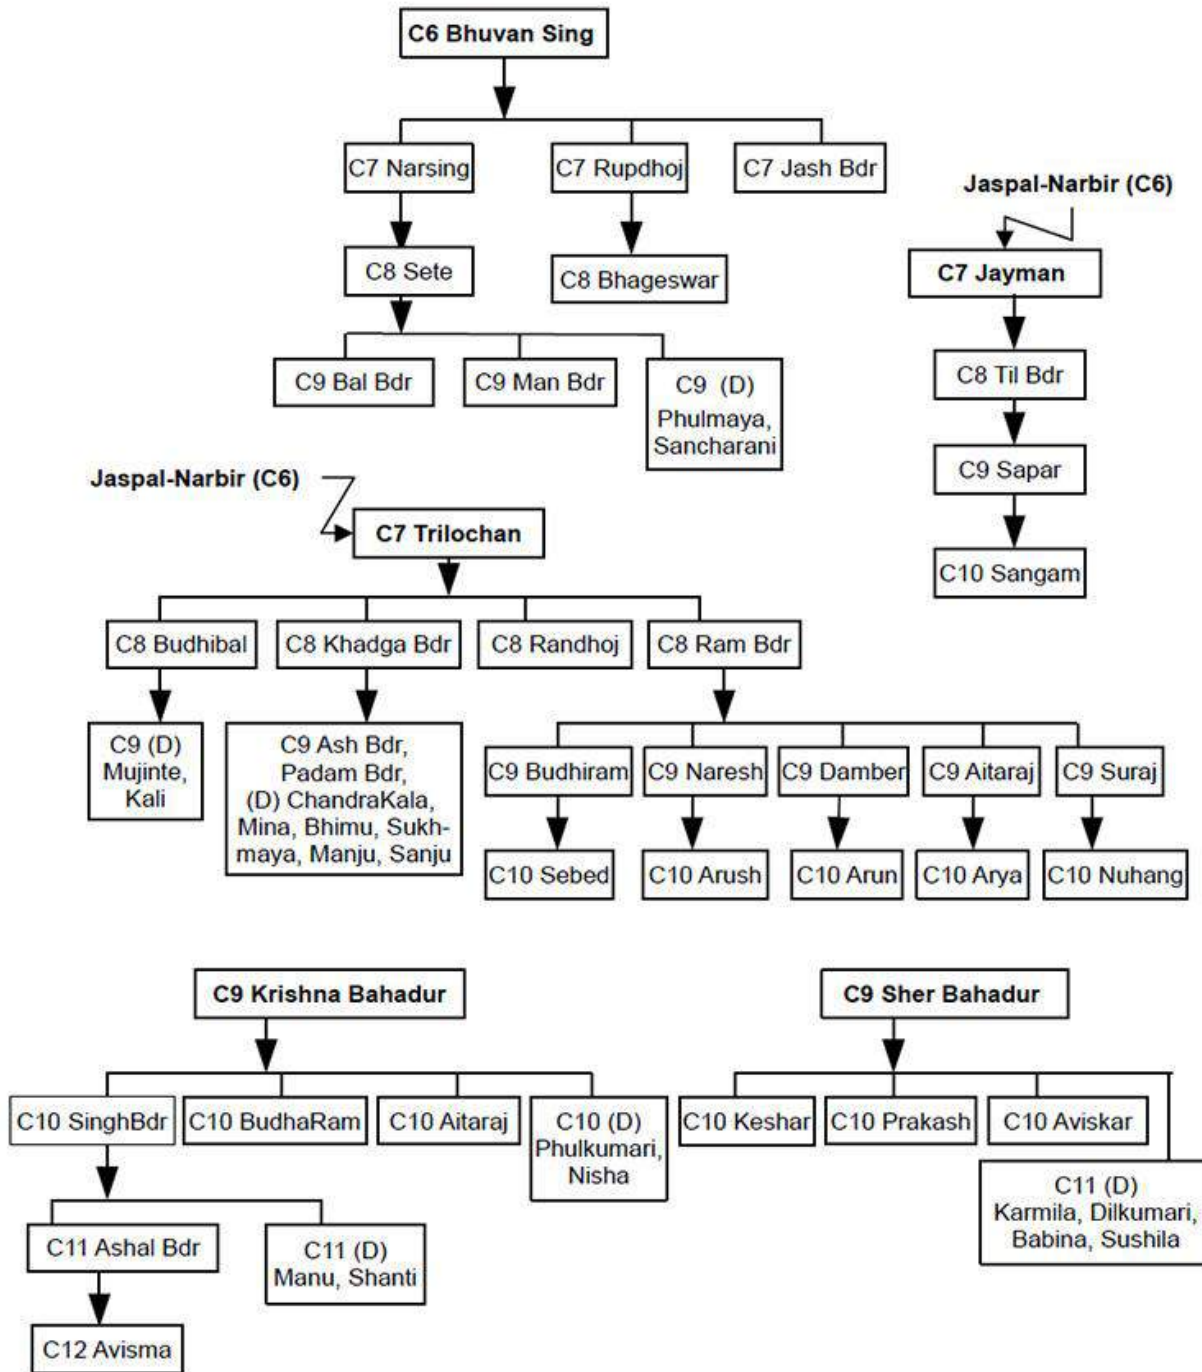 C6 Bhuvan Sing
C7 Narsing
C7 Rupdhoj
C7 Jash Bdr
Jaspal-Narbir (C6)
C8 Sete
C8 Bhageswar
C7 Jayman
C9 Bal Bdr
C9 Man Bdr
C9 (D)
Phulmaya,
Sancharani
C8 Til Bdr
C9 Sapar
C10 Sangam
Jaspal-Narbir (C6)
C7 Trilochan
C8 Budhibal
C8 Khadga Bdr
C8 Randhoj
C8 Ram Bdr
C9 (D)
Mujinte,
Kali
C9 Ash Bdr,
Padam Bdr,
(D) ChandraKala,
Mina, Bhimu, Sukh-
maya, Manju, Sanju
C9 Budhiram
C9 Naresh
C9 Damber
C9 Aitaraj
C9 Suraj
C10 Sebed
C10 Arush
C10 Arun
C10 Arya
C10 Nuhang
C9 Krishna Bahadur
C9 Sher Bahadur
C10 SinghBdr
C10 BudhaRam
C10 Aitaraj
C10 (D)
Phulkumari,
Nisha
C10 Keshar
C10 Prakash
C10 Aviskar
C11 (D)
Karmila, Dilkumari,
Babina, Sushila
C11 Ashal Bdr
C11 (D)
Manu, Shanti
C12 Avisma